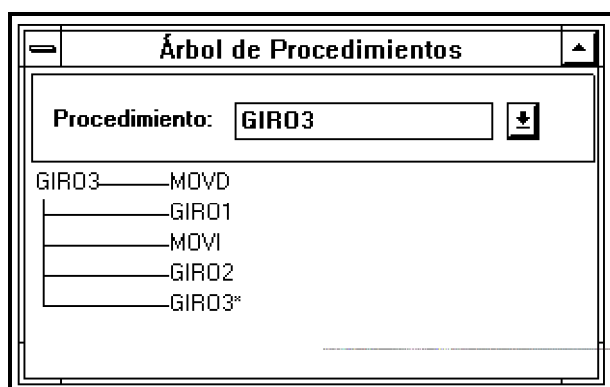 Árbol de Procedimientos
Procedimiento: GIRO3
GIRO3 MOVD
GIRO1
MOVI
GIRO2
GIRO3*